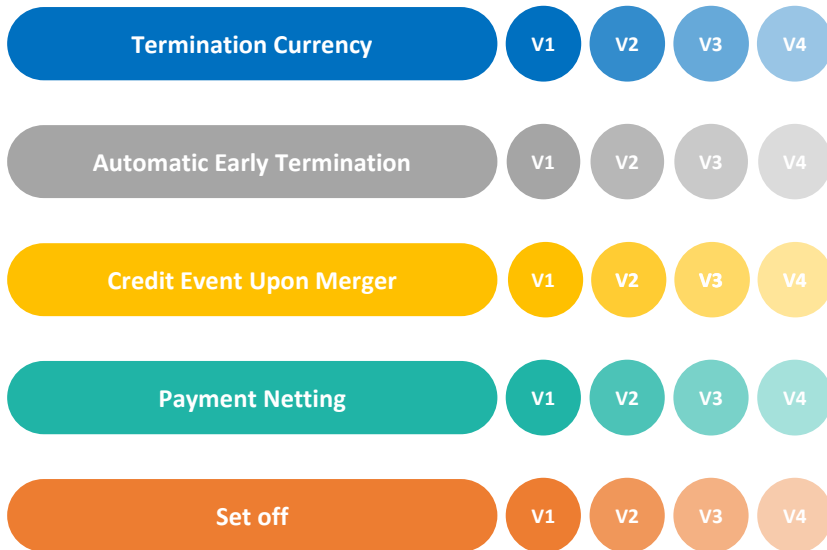 Termination Currency V1 V2 V3 V4
Automatic Early Termination V1 V2 V3 V4
Credit Event Upon Merger V1 V2 V3 V4
Payment Netting V1 V2 V3 V4
Set off V1 V2 V3 V4